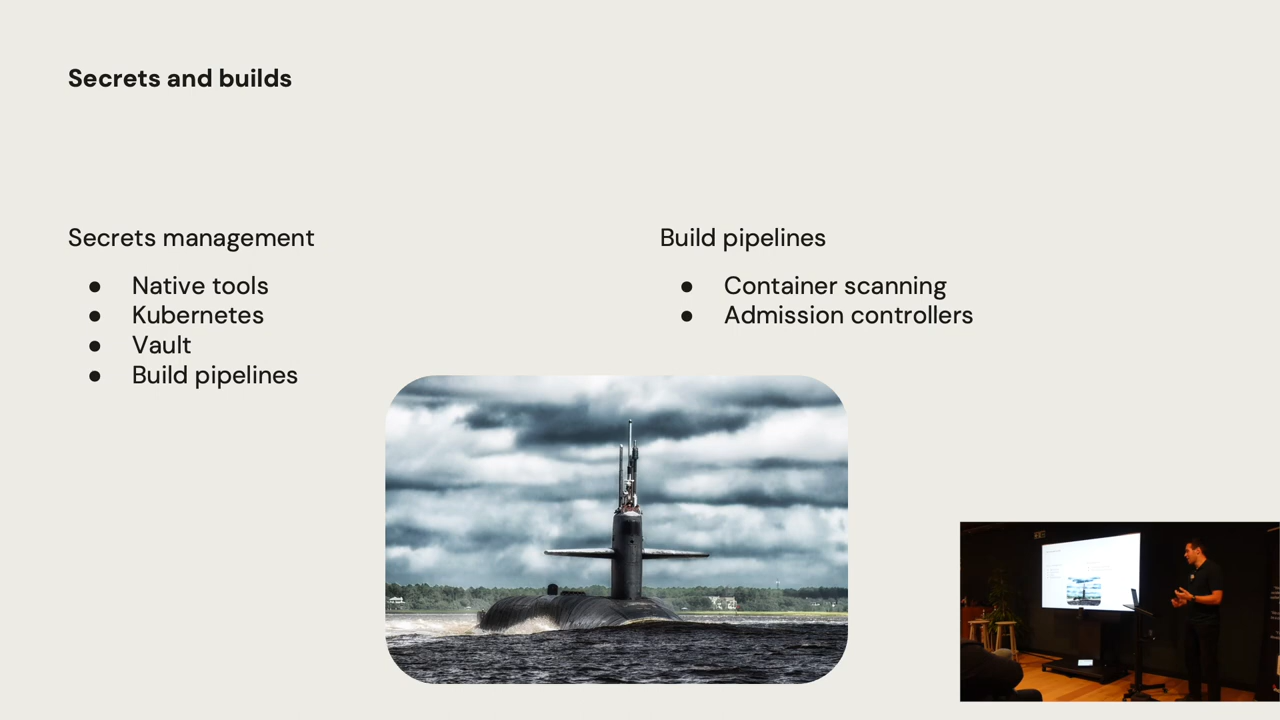 Secrets and builds
Secrets management
● Native tools
● Kubernetes
● Vault
● Build pipelines
Build pipelines
● Container scanning
● Admission controllers